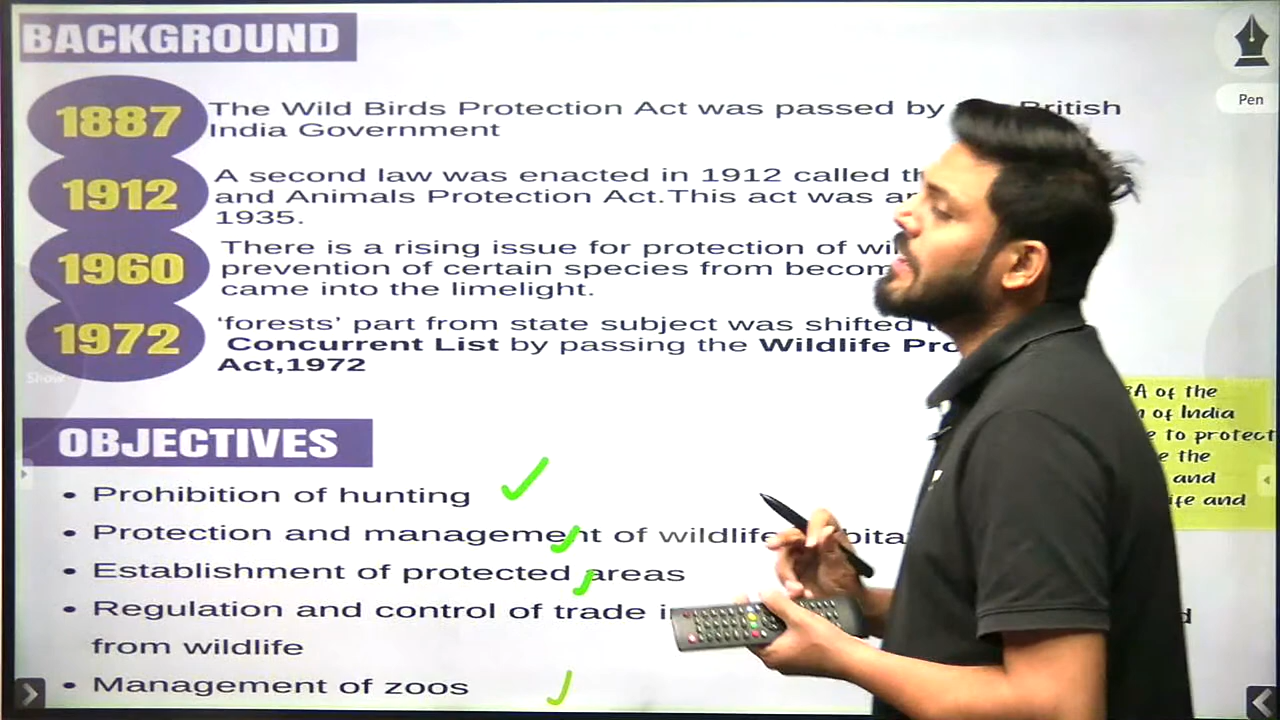 BACKGROUND
Pen
1887
The Wild Birds Protection Act was passed by British
India Government
1912
A second law was enacted in 1912 called
and Animals Protection Act.This act was
1935.
1960
There is a rising issue for protection of
prevention of certain species from
came into the limelight.
1972
'forests' part from state subject was shifted
Concurrent List by passing the Wildlife
Act,1972
Show
A of the
of India
to protect
the
and
and
OBJECTIVES
• Prohibition of hunting
• Protection and management of wildlife
• Establishment of protected areas
• Regulation and control of trade
from wildlife
• Management of zoos